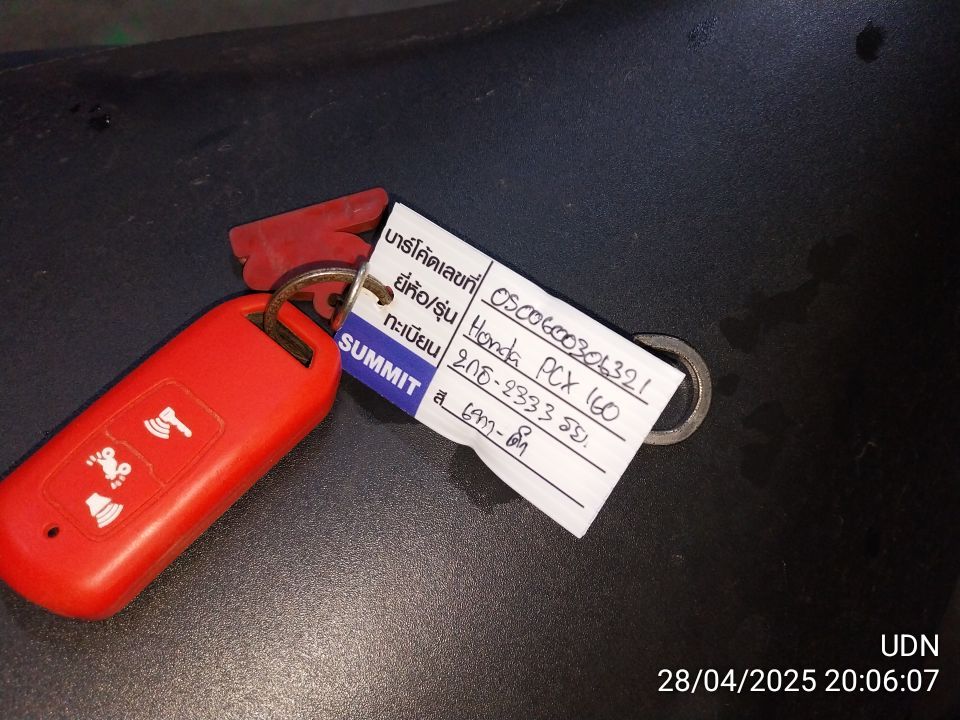 บาร์โค้ดเลขที่ 0SC0600306321
ยี่ห้อ/รุ่น Honda PCX 160
ทะเบียน 2กธ-2333 รย.
SUMMIT
สี เทา-ดำ
UDN
28/04/2025 20:06:07